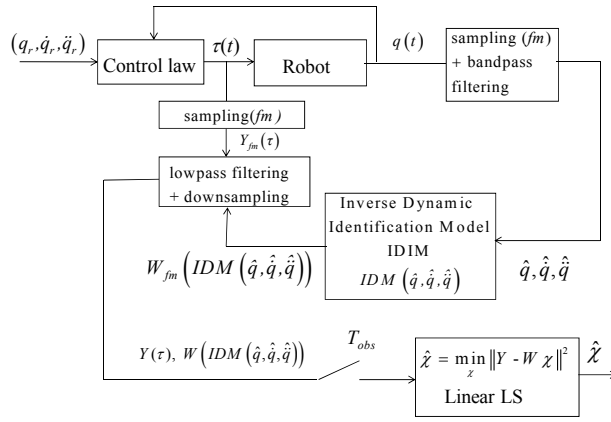 (q_r, q̇_r, q̈_r)
Control law
τ(t)
Robot
q(t)
sampling (fm)
+ bandpass
filtering
sampling(fm)
Y_fm(τ)
lowpass filtering
+ downsampling
Inverse Dynamic
Identification Model
IDIM
IDM(q̂, q̂̇, q̂̈)
W_fm(IDM(q̂, q̂̇, q̂̈))
q̂, q̂̇, q̂̈
Y(τ), W(IDM(q̂, q̂̇, q̂̈))
T_obs
χ̂ = min_χ ‖Y - W χ‖²
Linear LS
χ̂